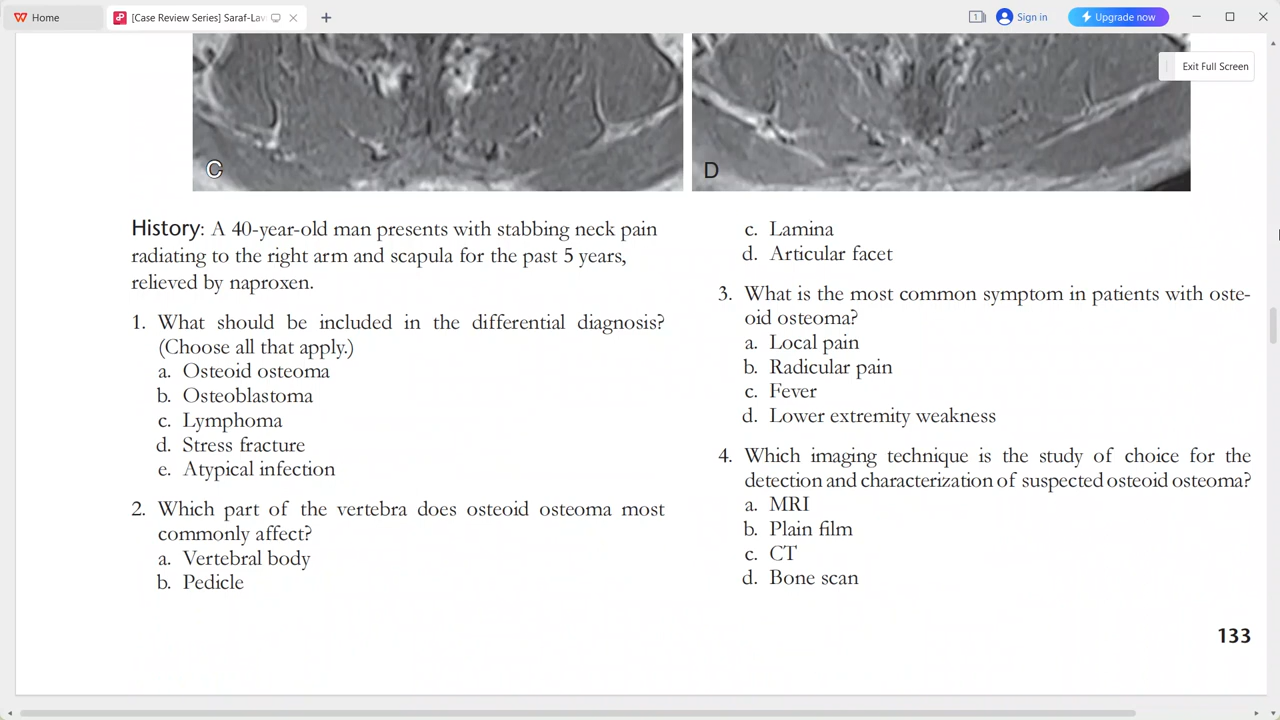 Home
[Case Review Series] Saraf-Lav
+
1
Sign in
Upgrade now
Exit Full Screen
C
D
History: A 40-year-old man presents with stabbing neck pain
radiating to the right arm and scapula for the past 5 years,
relieved by naproxen.
1. What should be included in the differential diagnosis?
(Choose all that apply.)
a. Osteoid osteoma
b. Osteoblastoma
c. Lymphoma
d. Stress fracture
e. Atypical infection
2. Which part of the vertebra does osteoid osteoma most
commonly affect?
a. Vertebral body
b. Pedicle
c. Lamina
d. Articular facet
3. What is the most common symptom in patients with oste-
oid osteoma?
a. Local pain
b. Radicular pain
c. Fever
d. Lower extremity weakness
4. Which imaging technique is the study of choice for the
detection and characterization of suspected osteoid osteoma?
a. MRI
b. Plain film
c. CT
d. Bone scan
133